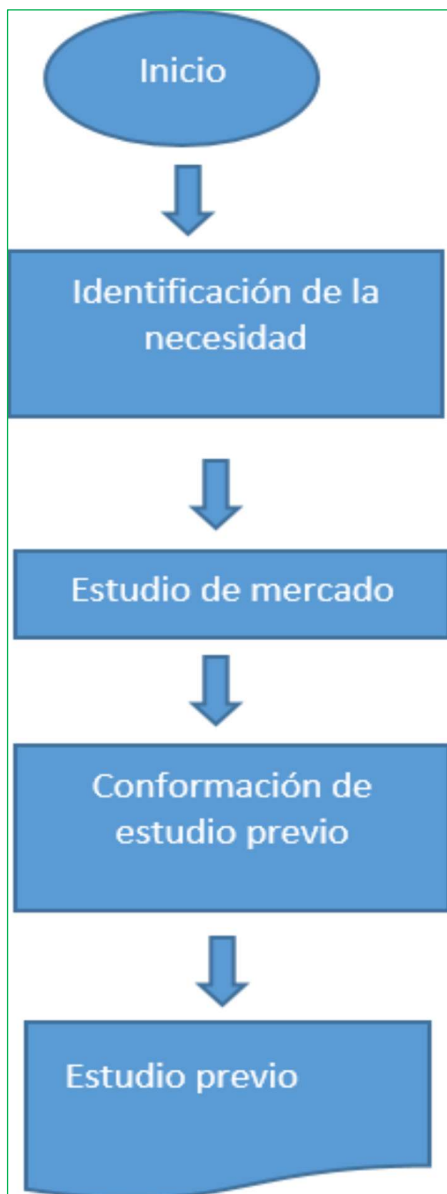 Inicio
Identificación de la
necesidad
Estudio de mercado
Conformación de
estudio previo
Estudio previo